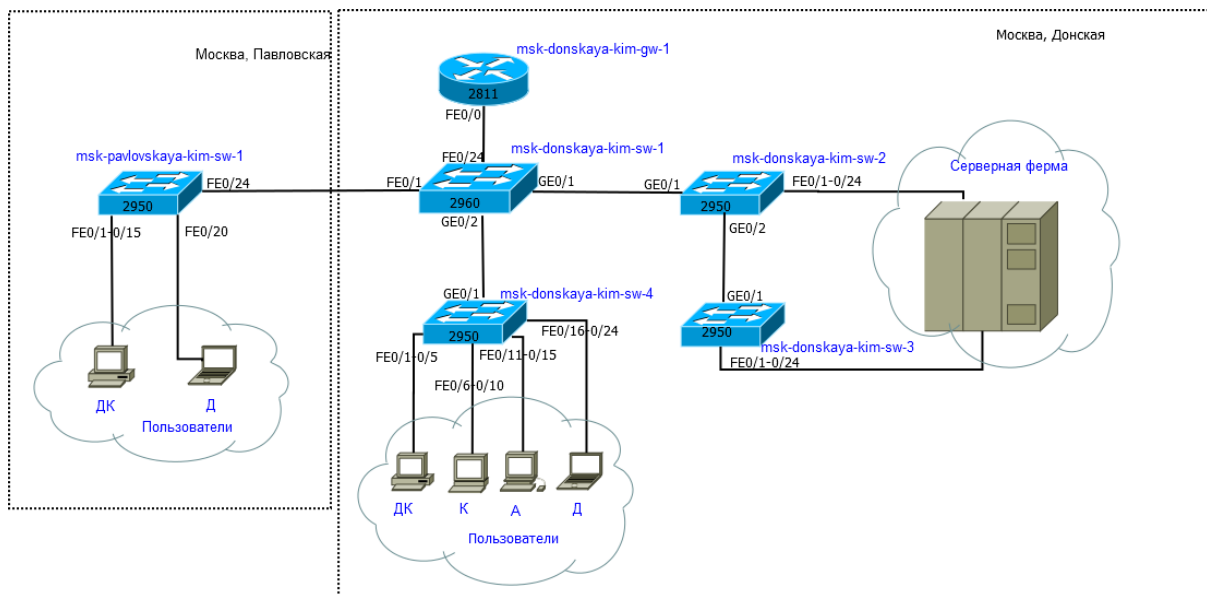 Москва, Павловская
Москва, Донская
msk-donskaya-kim-gw-1
2811
FE0/0
msk-pavlovskaya-kim-sw-1
FE0/24
2950
FE0/1-0/15
FE0/20
FE0/24
msk-donskaya-kim-sw-1
FE0/1
GE0/1
2960
GE0/2
msk-donskaya-kim-sw-2
GE0/1
FE0/1-0/24
2950
GE0/2
Серверная ферма
GE0/1
msk-donskaya-kim-sw-4
2950
FE0/1-0/5
FE0/6-0/10
FE0/11-0/15
FE0/16-0/24
GE0/1
2950
msk-donskaya-kim-sw-3
FE0/1-0/24
ДК
Д
Пользователи
ДК
К
А
Д
Пользователи